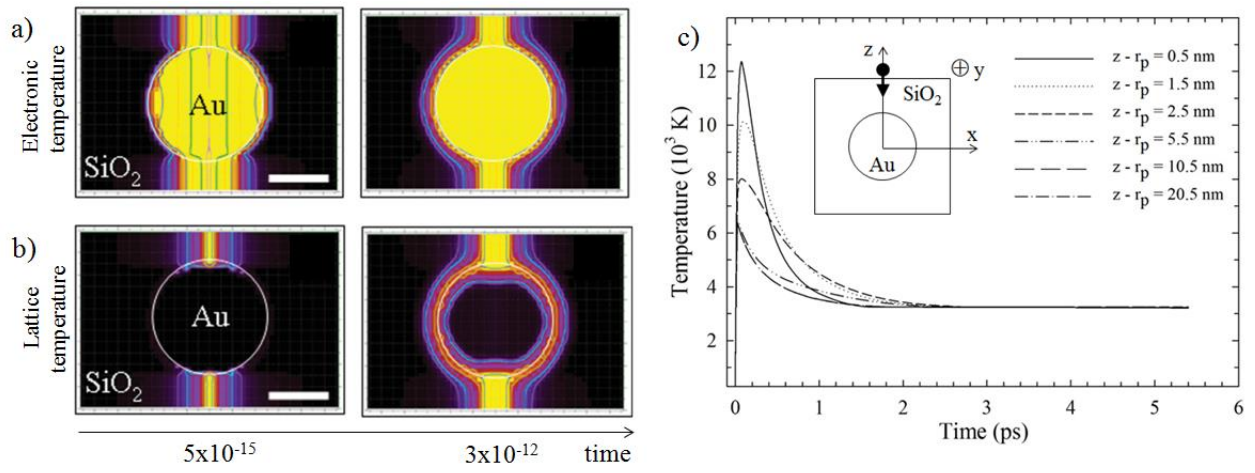 a)
Electronic
temperature
Au
SiO2
b)
Lattice
temperature
Au
SiO2
5x10-15
3x10-12
time
c)
Temperature (10³ K)
12
10
8
6
4
2
0
1
2
3
4
5
6
Time (ps)
z
y
SiO2
x
Au
z - rp = 0.5 nm
z - rp = 1.5 nm
z - rp = 2.5 nm
z - rp = 5.5 nm
z - rp = 10.5 nm
z - rp = 20.5 nm